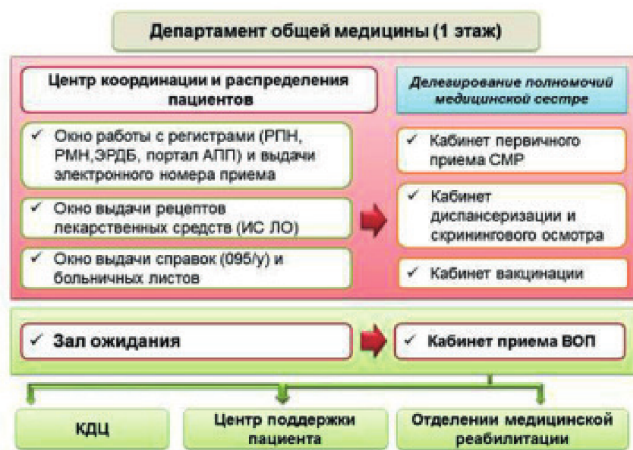 Департамент общей медицины (1 этаж)
Центр координации и распределения
пациентов
Делегирование полномочий
медицинской сестре
✓ Окно работы с регистрами (РПН,
РМН,ЭРДБ, портал АПП) и выдачи
электронного номера приема
✓ Окно выдачи рецептов
лекарственных средств (ИС ЛО)
✓ Окно выдачи справок (095/у) и
больничных листов
✓ Кабинет первичного
приема СМР
✓ Кабинет
диспансеризации и
скринингового осмотра
✓ Кабинет вакцинации
✓ Зал ожидания
✓ Кабинет приема ВОП
КДЦ
Центр поддержки
пациента
Отделении медицинской
реабилитации